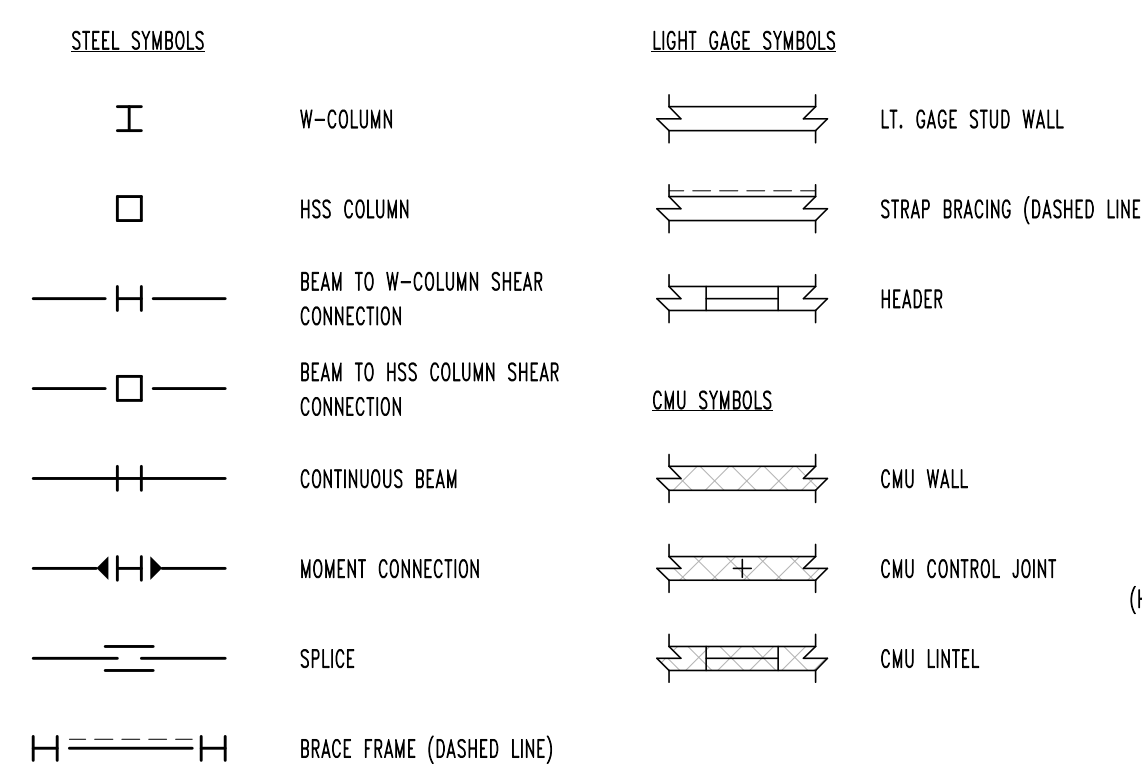 STEEL SYMBOLS
W-COLUMN
HSS COLUMN
BEAM TO W-COLUMN SHEAR
CONNECTION
BEAM TO HSS COLUMN SHEAR
CONNECTION
CONTINUOUS BEAM
MOMENT CONNECTION
SPLICE
BRACE FRAME (DASHED LINE)
LIGHT GAGE SYMBOLS
LT. GAGE STUD WALL
STRAP BRACING (DASHED LINE
HEADER
CMU SYMBOLS
CMU WALL
CMU CONTROL JOINT
CMU LINTEL